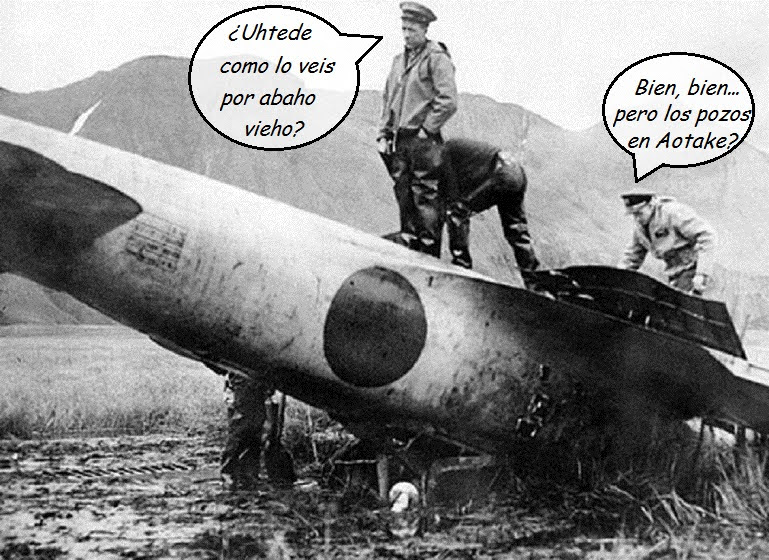 ¿Uhtede
como lo veis
por abaho
vieho?
Bien, bien...
pero los pozos
en Aotake?